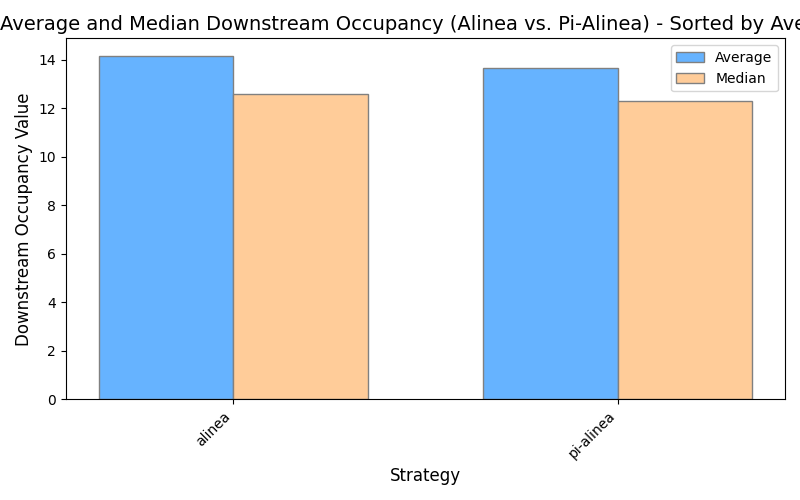 Average and Median Downstream Occupancy (Alinea vs. Pi-Alinea) - Sorted by Ave
Average
Median
14
12
10
8
6
4
2
0
Downstream Occupancy Value
alinea
pi-alinea
Strategy